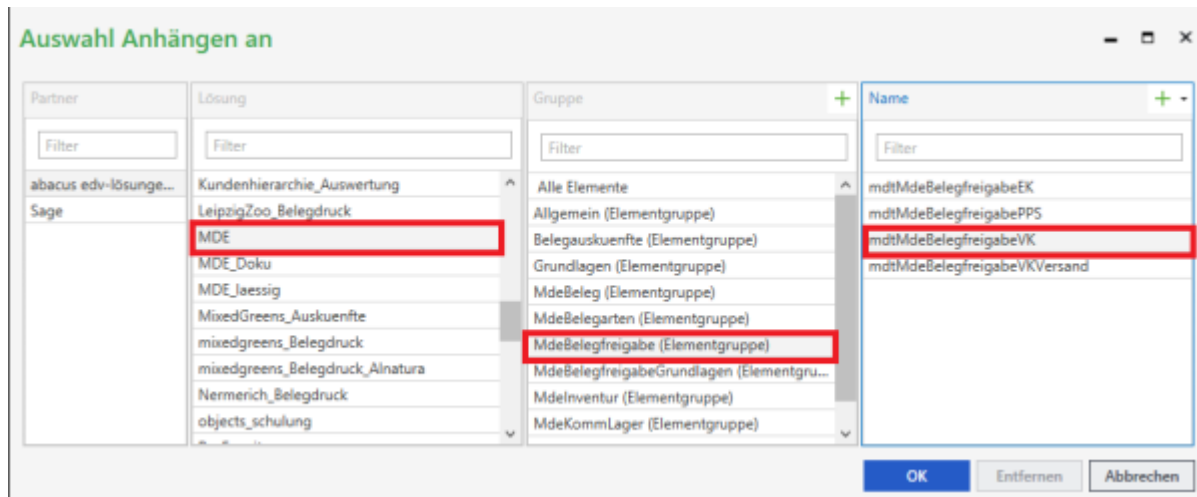 Auswahl Anhängen an
Partner
Filter
abacus edv-lösunge...
Sage
Lösung
Filter
Kundenhierarchie_Auswertung
LeipzigZoo_Belegdruck
MDE
MDE_Doku
MDE_laessig
MixedGreens_Auskuenfte
mixedgreens_Belegdruck
mixedgreens_Belegdruck_Alnatura
Nermerich_Belegdruck
objects_schulung
Gruppe
Filter
Alle Elemente
Allgemein (Elementgruppe)
Belegauskuenfte (Elementgruppe)
Grundlagen (Elementgruppe)
MdeBeleg (Elementgruppe)
MdeBelegarten (Elementgruppe)
MdeBelegfreigabe (Elementgruppe)
MdeBelegfreigabeGrundlagen (Elementgru...
MdeInventur (Elementgruppe)
MdeKommLager (Elementgruppe)
Name
Filter
mdtMdeBelegfreigabeEK
mdtMdeBelegfreigabePPS
mdtMdeBelegfreigabeVK
mdtMdeBelegfreigabeVKVersand
OK
Entfernen
Abbrechen